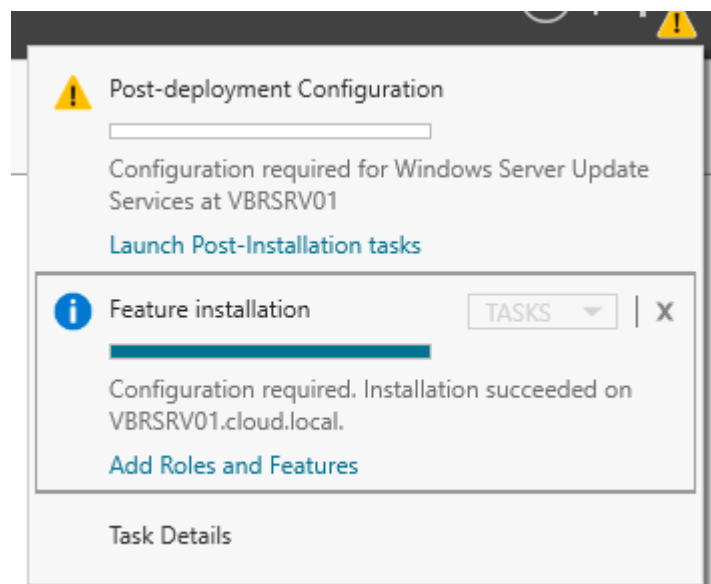 Post-deployment Configuration
Configuration required for Windows Server Update
Services at VBRSRV01
Launch Post-Installation tasks
Feature installation
TASKS
X
Configuration required. Installation succeeded on
VBRSRV01.cloud.local.
Add Roles and Features
Task Details